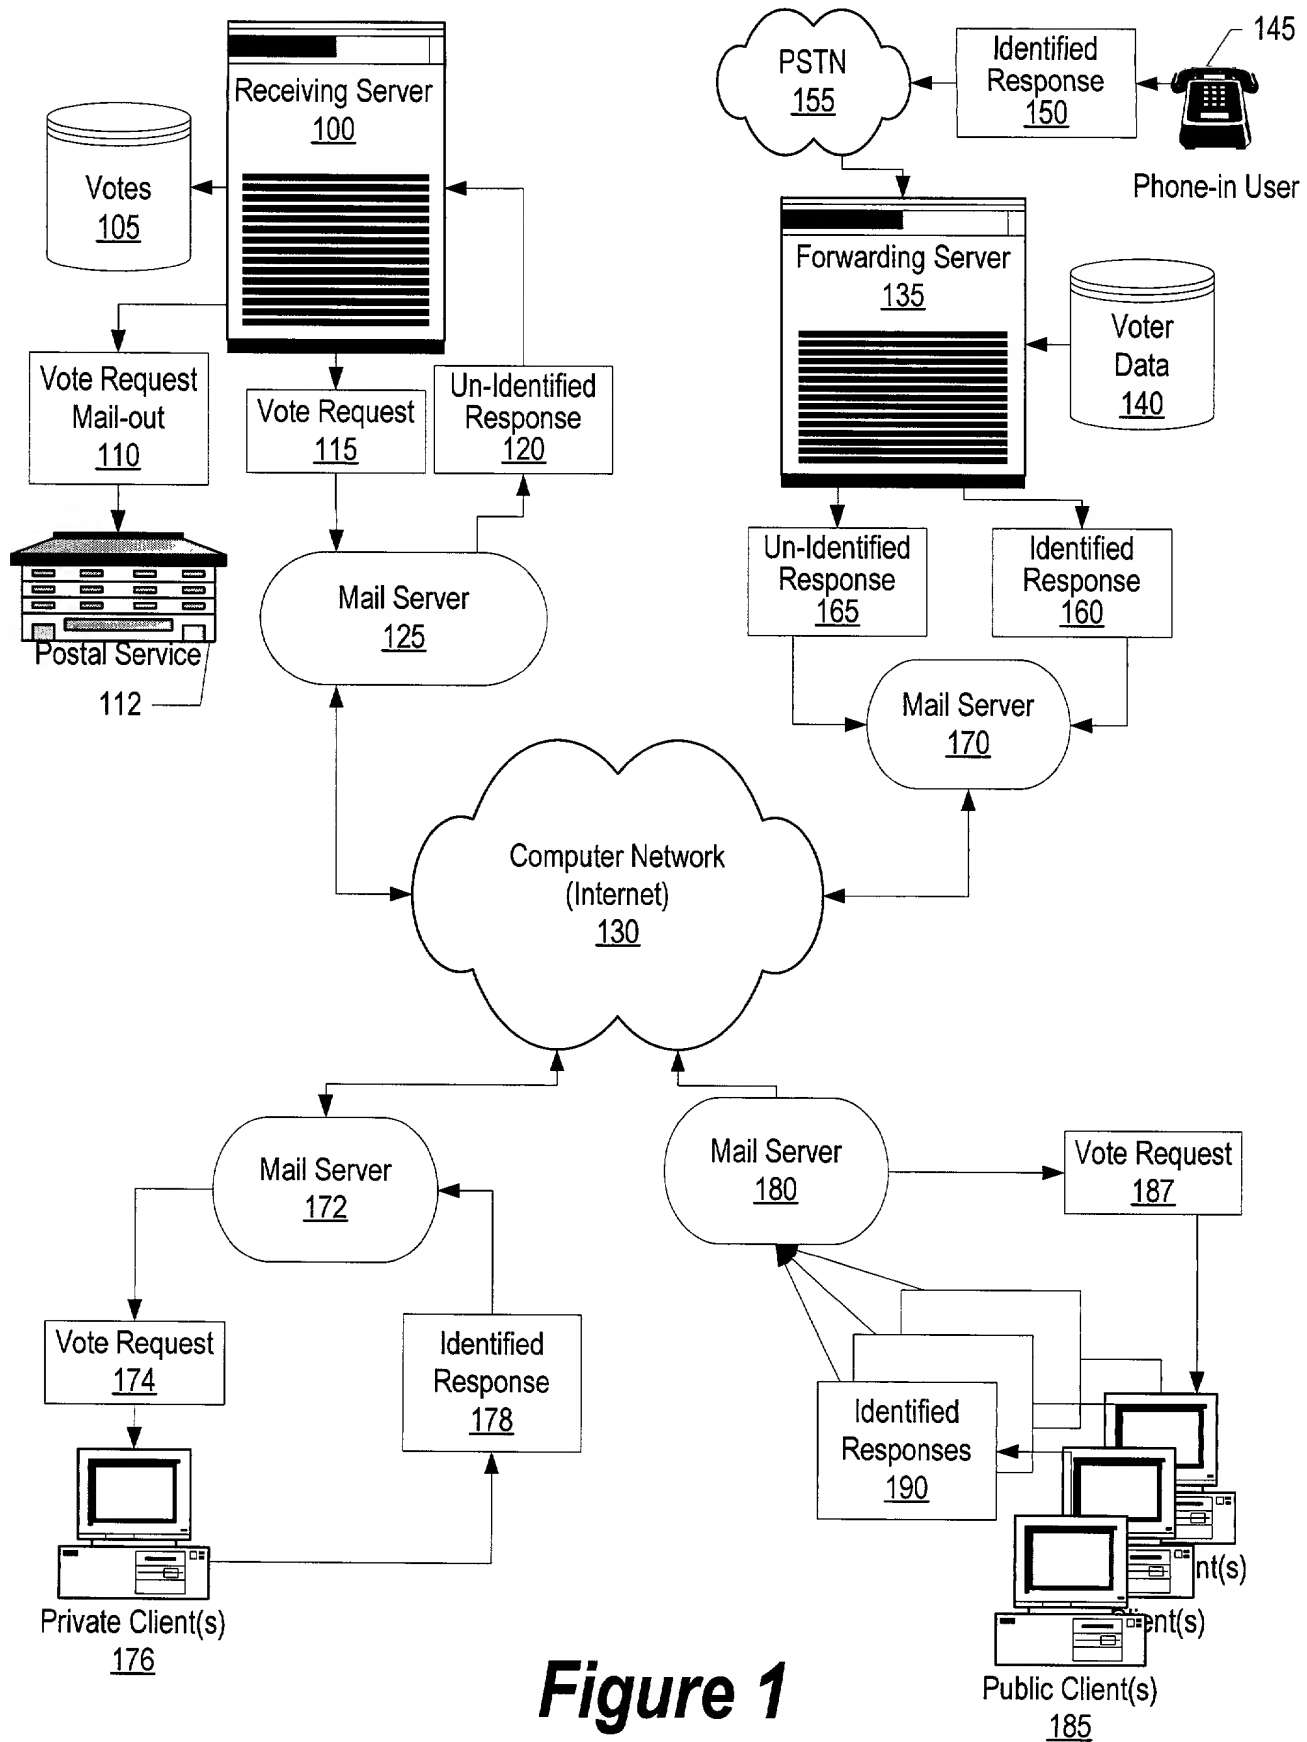 Receiving Server
100
Votes
105
Vote Request
Mail-out
110
Postal Service
112
Vote Request
115
Un-Identified
Response
120
Mail Server
125
PSTN
155
Identified
Response
150
145
Phone-in User
Forwarding Server
135
Voter
Data
140
Un-Identified
Response
165
Identified
Response
160
Mail Server
170
Computer Network
(Internet)
130
Mail Server
172
Vote Request
174
Identified
Response
178
Private Client(s)
176
Mail Server
180
Vote Request
187
Identified
Responses
190
nt(s)
ent(s)
Public Client(s)
185
Figure 1